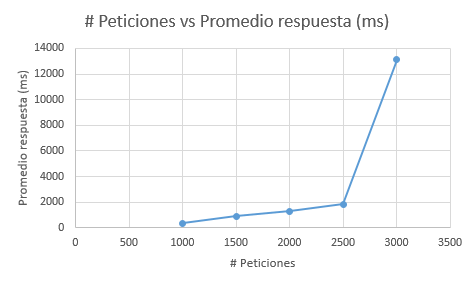 # Peticiones vs Promedio respuesta (ms)
14000
12000
10000
8000
6000
4000
2000
0
Promedio respuesta (ms)
0 500 1000 1500 2000 2500 3000 3500
# Peticiones